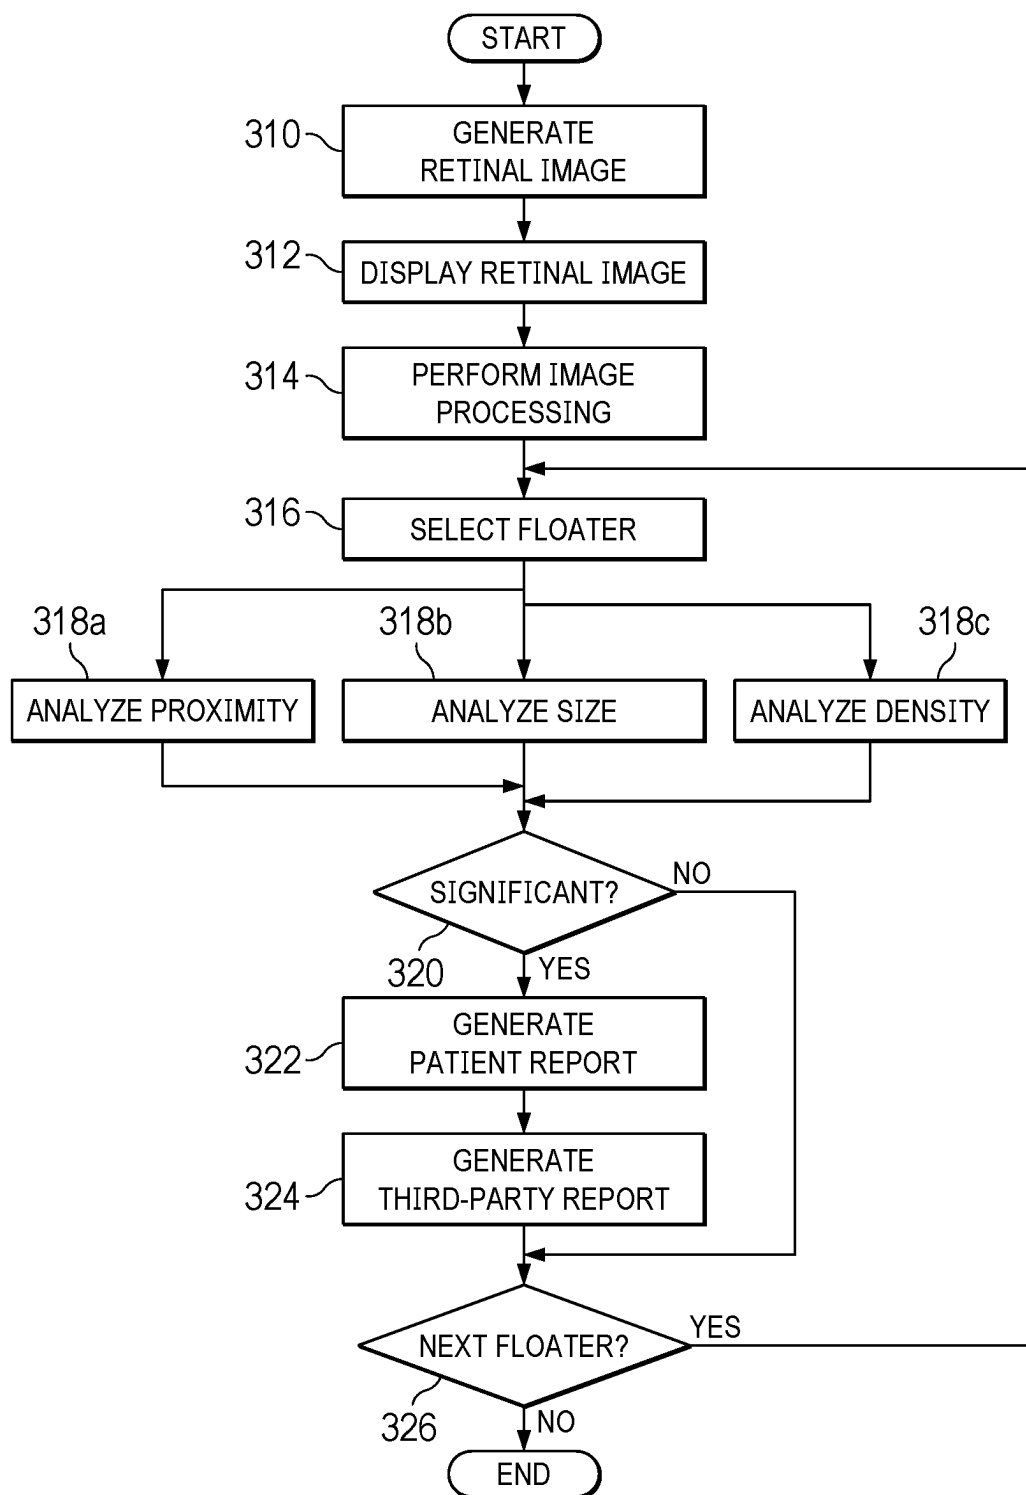 START
310
GENERATE
RETINAL IMAGE
312
DISPLAY RETINAL IMAGE
314
PERFORM IMAGE
PROCESSING
316
SELECT FLOATER
318a
318b
318c
ANALYZE PROXIMITY
ANALYZE SIZE
ANALYZE DENSITY
SIGNIFICANT?
NO
320
YES
322
GENERATE
PATIENT REPORT
324
GENERATE
THIRD-PARTY REPORT
NEXT FLOATER?
YES
326
NO
END